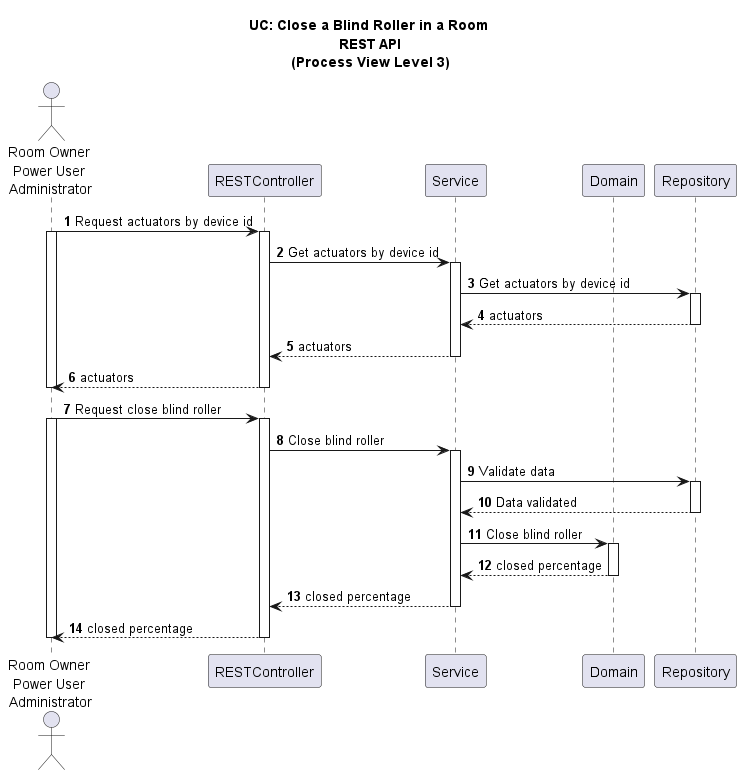 UC: Close a Blind Roller in a Room
REST API
(Process View Level 3)
Room Owner
Power User
Administrator
RESTController
Service
Domain
Repository
1 Request actuators by device id
2 Get actuators by device id
3 Get actuators by device id
4 actuators
5 actuators
6 actuators
7 Request close blind roller
8 Close blind roller
9 Validate data
10 Data validated
11 Close blind roller
12 closed percentage
13 closed percentage
14 closed percentage
Room Owner
Power User
Administrator
RESTController
Service
Domain
Repository